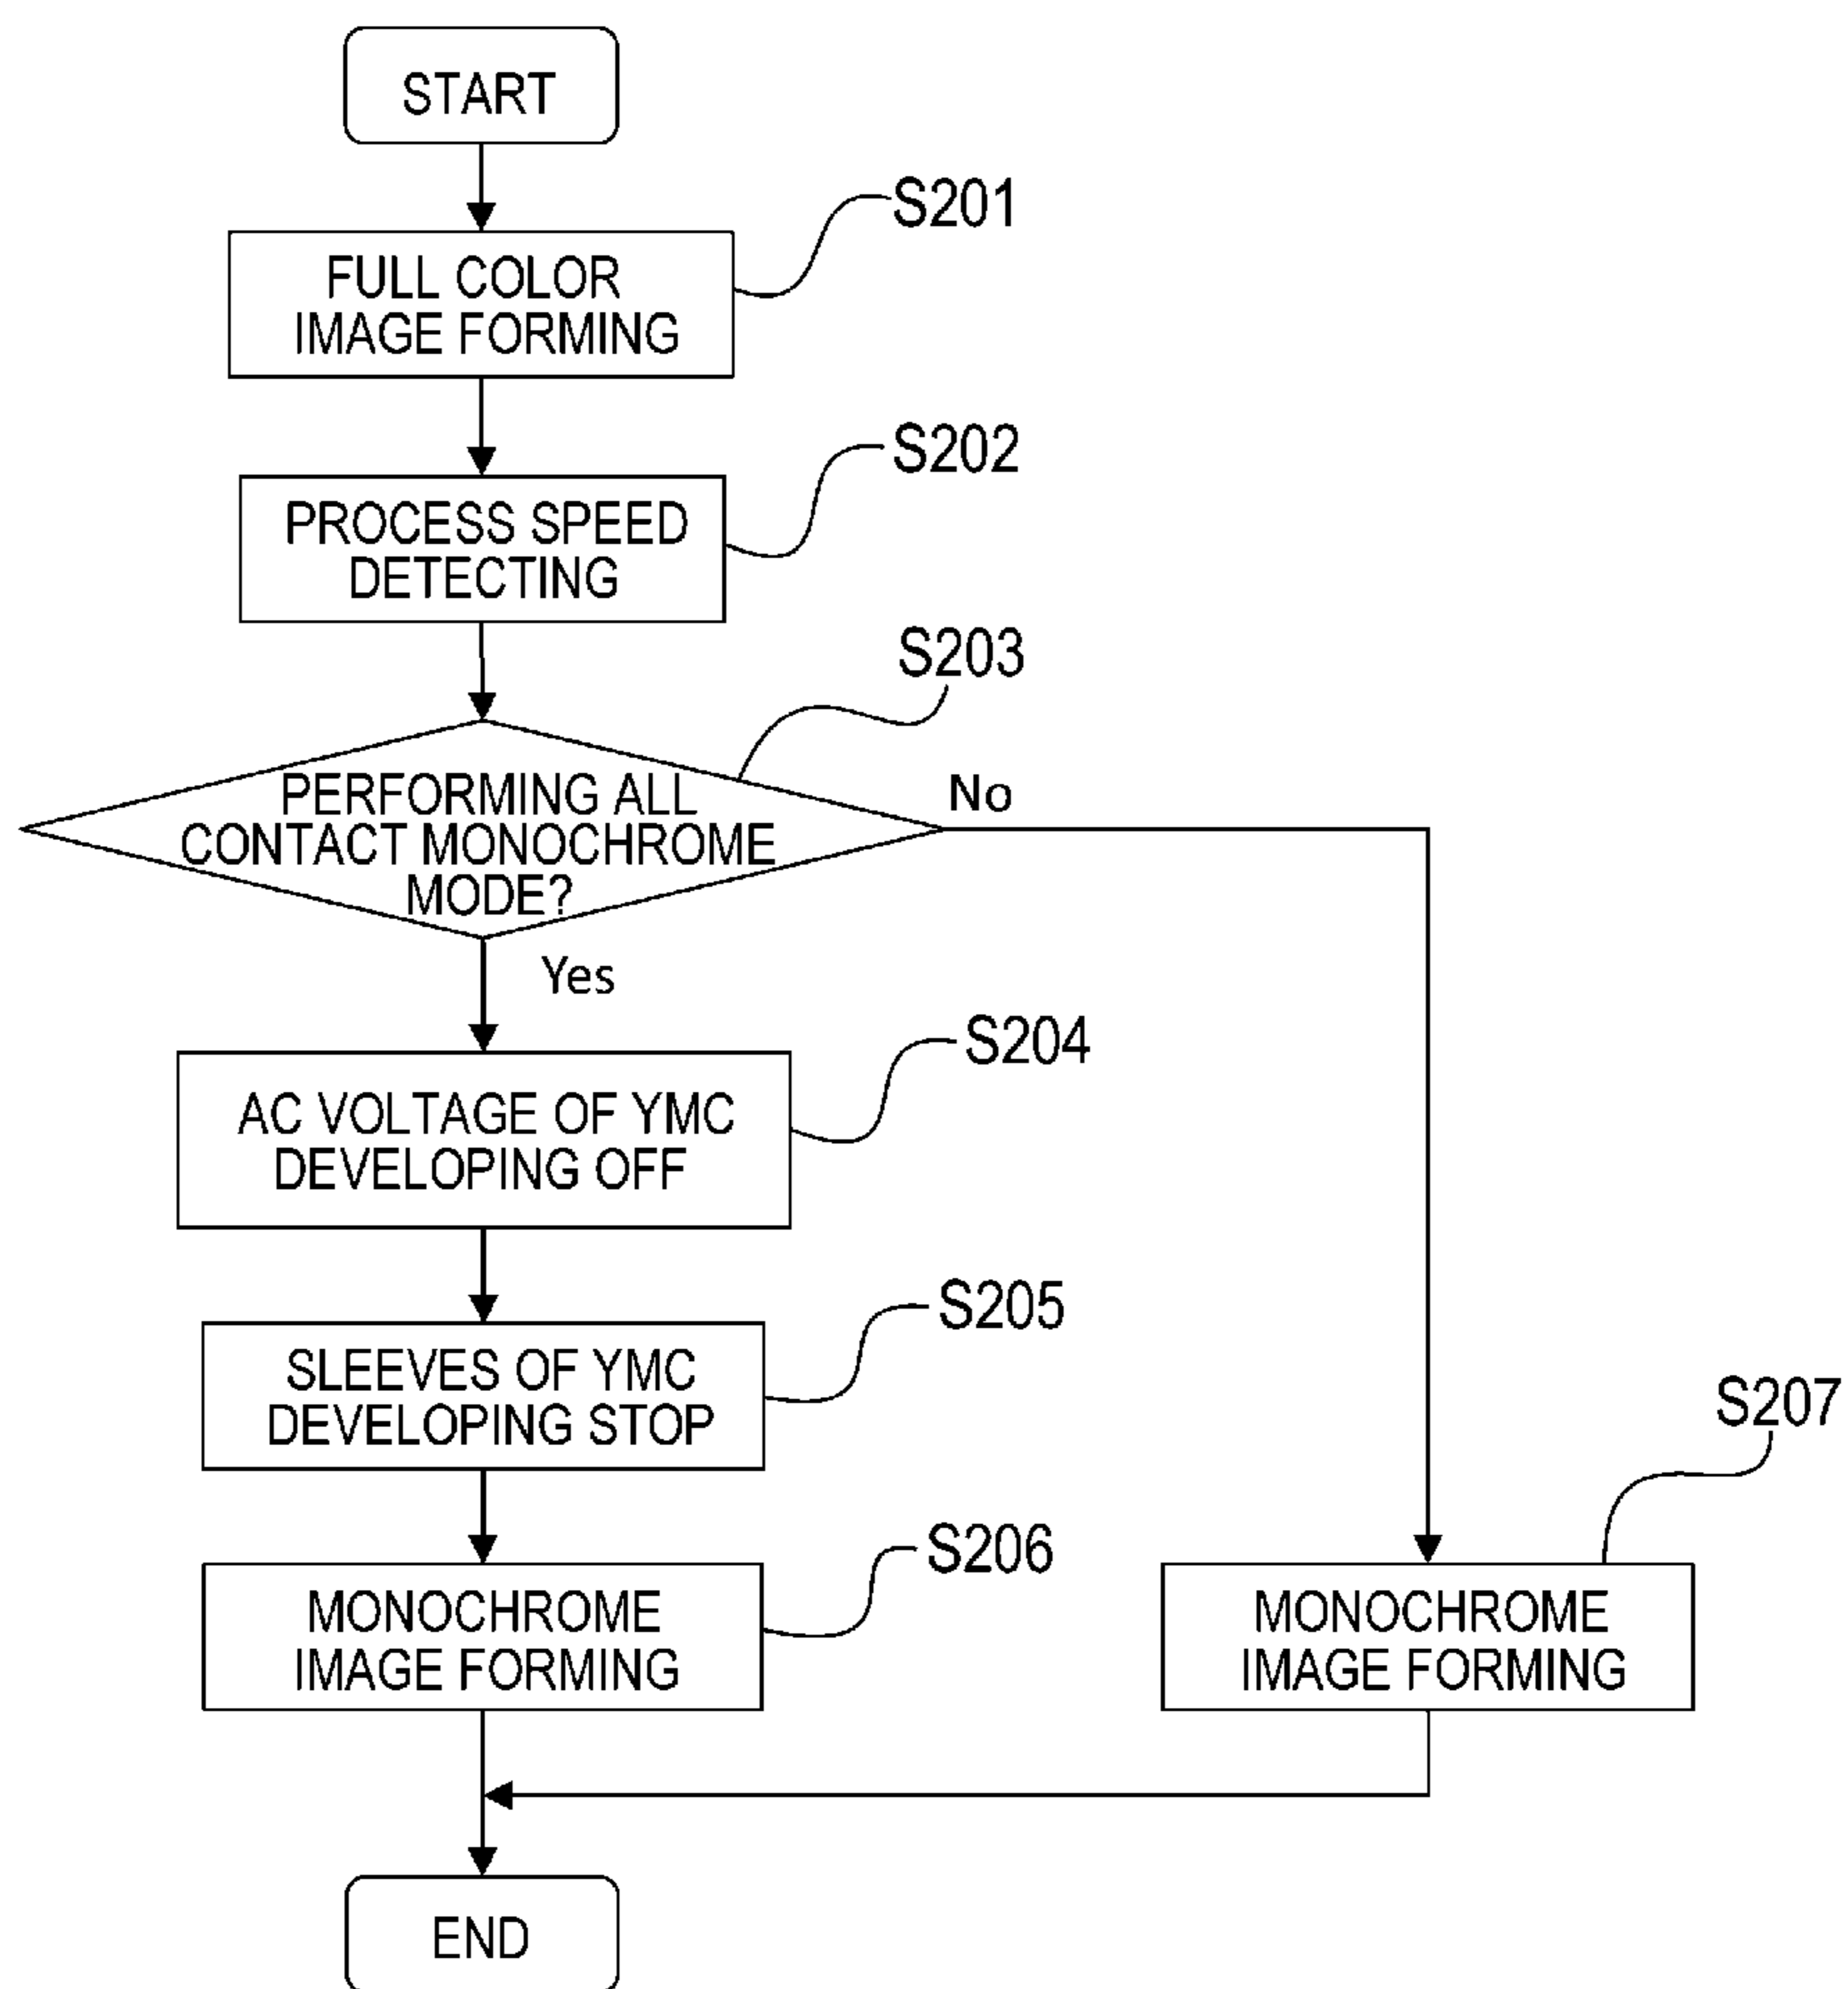 START
S201
FULL COLOR
IMAGE FORMING
S202
PROCESS SPEED
DETECTING
S203
PERFORMING ALL
CONTACT MONOCHROME
MODE?
No
Yes
S204
AC VOLTAGE OF YMC
DEVELOPING OFF
S205
SLEEVES OF YMC
DEVELOPING STOP
S206
MONOCHROME
IMAGE FORMING
S207
MONOCHROME
IMAGE FORMING
END